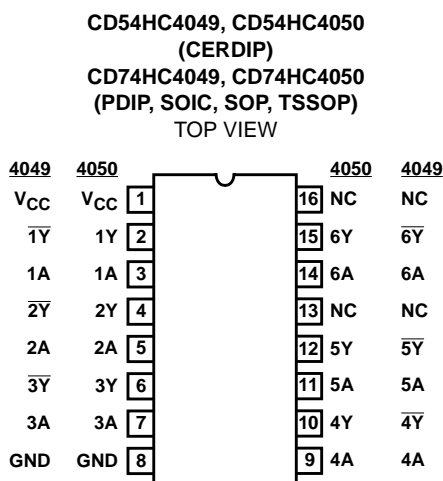 CD54HC4049, CD54HC4050
(CERDIP)
CD74HC4049, CD74HC4050
(PDIP, SOIC, SOP, TSSOP)
TOP VIEW
4049 4050 4050 4049
VCC VCC 1 16 NC NC
1Y̅ 1Y 2 15 6Y 6Y̅
1A 1A 3 14 6A 6A
2Y̅ 2Y 4 13 NC NC
2A 2A 5 12 5Y 5Y̅
3Y̅ 3Y 6 11 5A 5A
3A 3A 7 10 4Y 4Y̅
GND GND 8 9 4A 4A